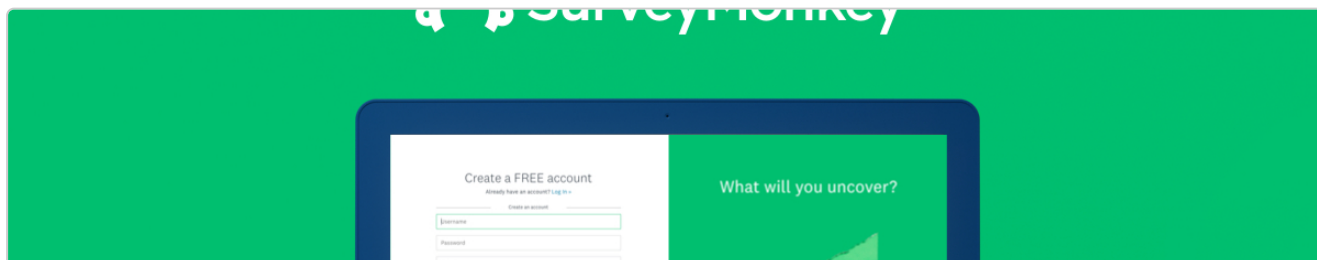 SurveyMonkey
Create a FREE account
Already have an account? Log In »
Create an account
Username
Password
What will you uncover?